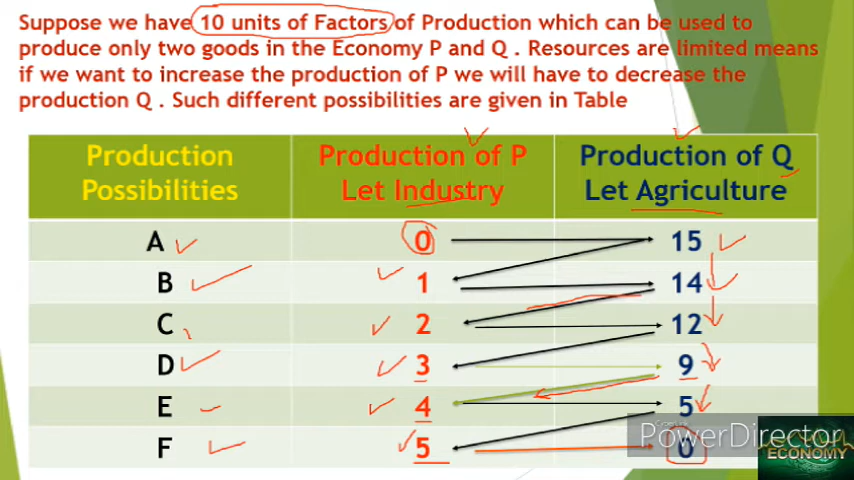 Suppose we have 10 units of Factors of Production which can be used to
produce only two goods in the Economy P and Q . Resources are limited means
if we want to increase the production of P we will have to decrease the
production Q . Such different possibilities are given in Table
Production Possibilities Production of P Let Industry Production of Q Let Agriculture
A 0 15
B 1 14
C 2 12
D 3 9
E 4 5
F 5 0
PowerDirector
ECONOMY